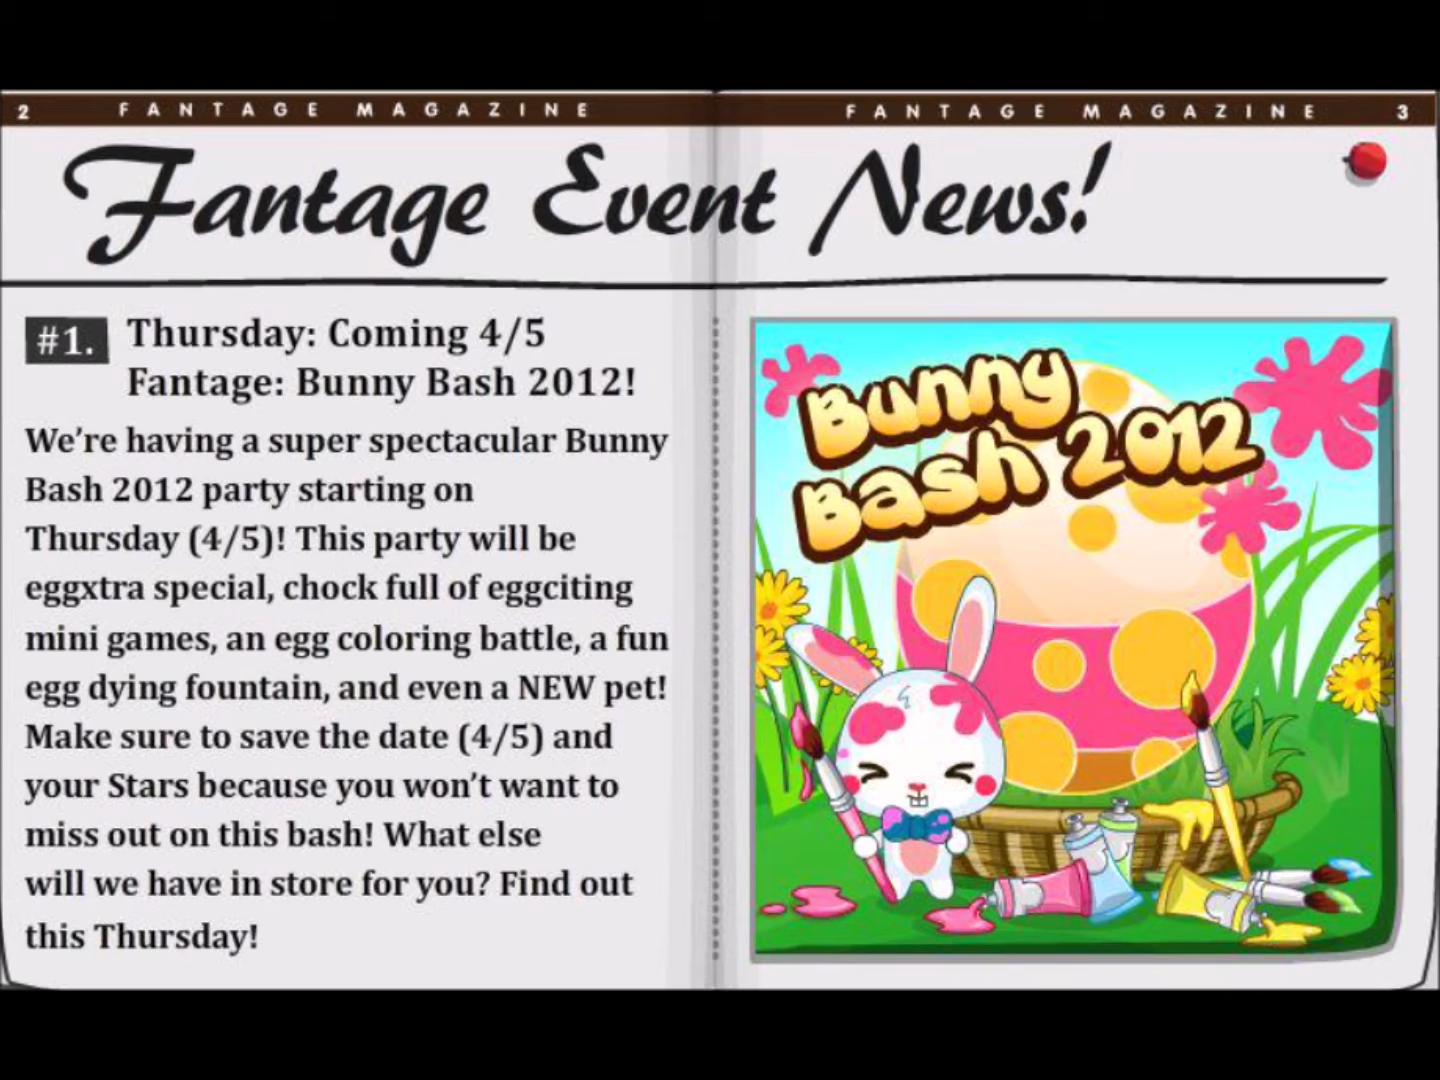 2 FANTAGE MAGAZINE
FANTAGE MAGAZINE 3
Fantage Event News!
#1. Thursday: Coming 4/5
Fantage: Bunny Bash 2012!
We’re having a super spectacular Bunny
Bash 2012 party starting on
Thursday (4/5)! This party will be
eggxtra special, chock full of eggciting
mini games, an egg coloring battle, a fun
egg dying fountain, and even a NEW pet!
Make sure to save the date (4/5) and
your Stars because you won’t want to
miss out on this bash! What else
will we have in store for you? Find out
this Thursday!
Bunny
Bash 2012